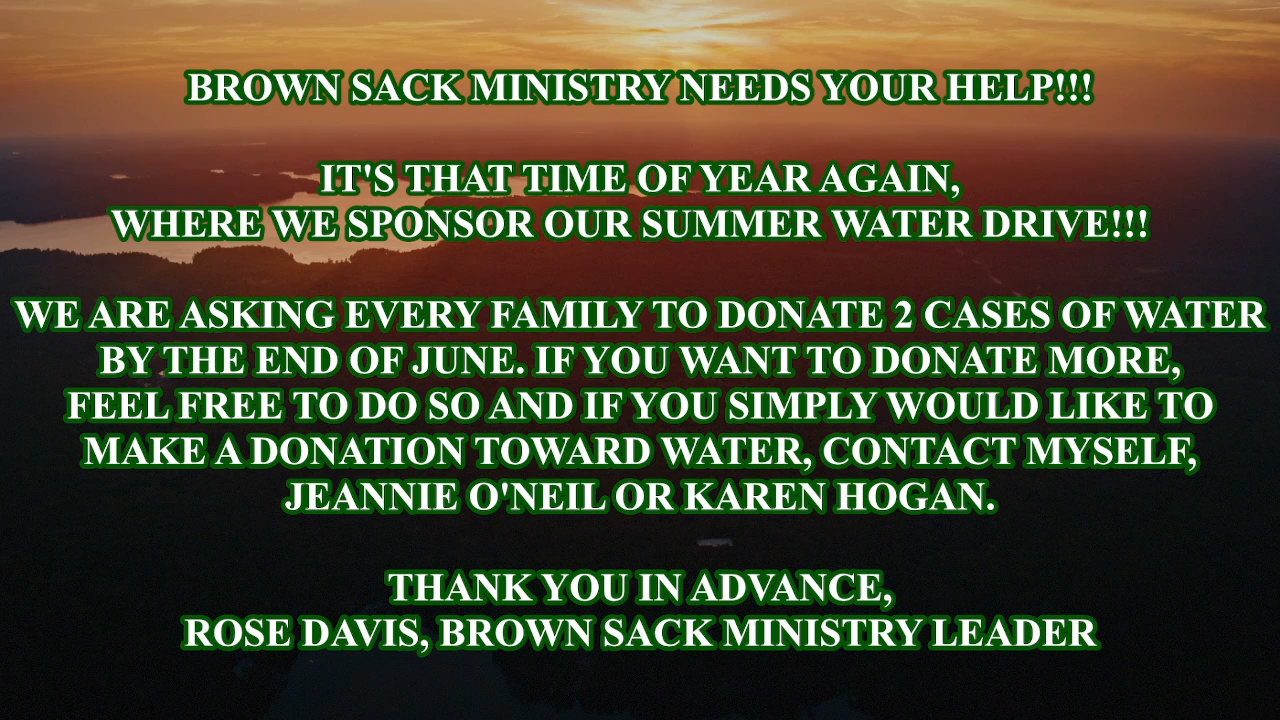 BROWN SACK MINISTRY NEEDS YOUR HELP!!!
IT'S THAT TIME OF YEAR AGAIN,
WHERE WE SPONSOR OUR SUMMER WATER DRIVE!!!
WE ARE ASKING EVERY FAMILY TO DONATE 2 CASES OF WATER
BY THE END OF JUNE. IF YOU WANT TO DONATE MORE,
FEEL FREE TO DO SO AND IF YOU SIMPLY WOULD LIKE TO
MAKE A DONATION TOWARD WATER, CONTACT MYSELF,
JEANNIE O'NEIL OR KAREN HOGAN.
THANK YOU IN ADVANCE,
ROSE DAVIS, BROWN SACK MINISTRY LEADER